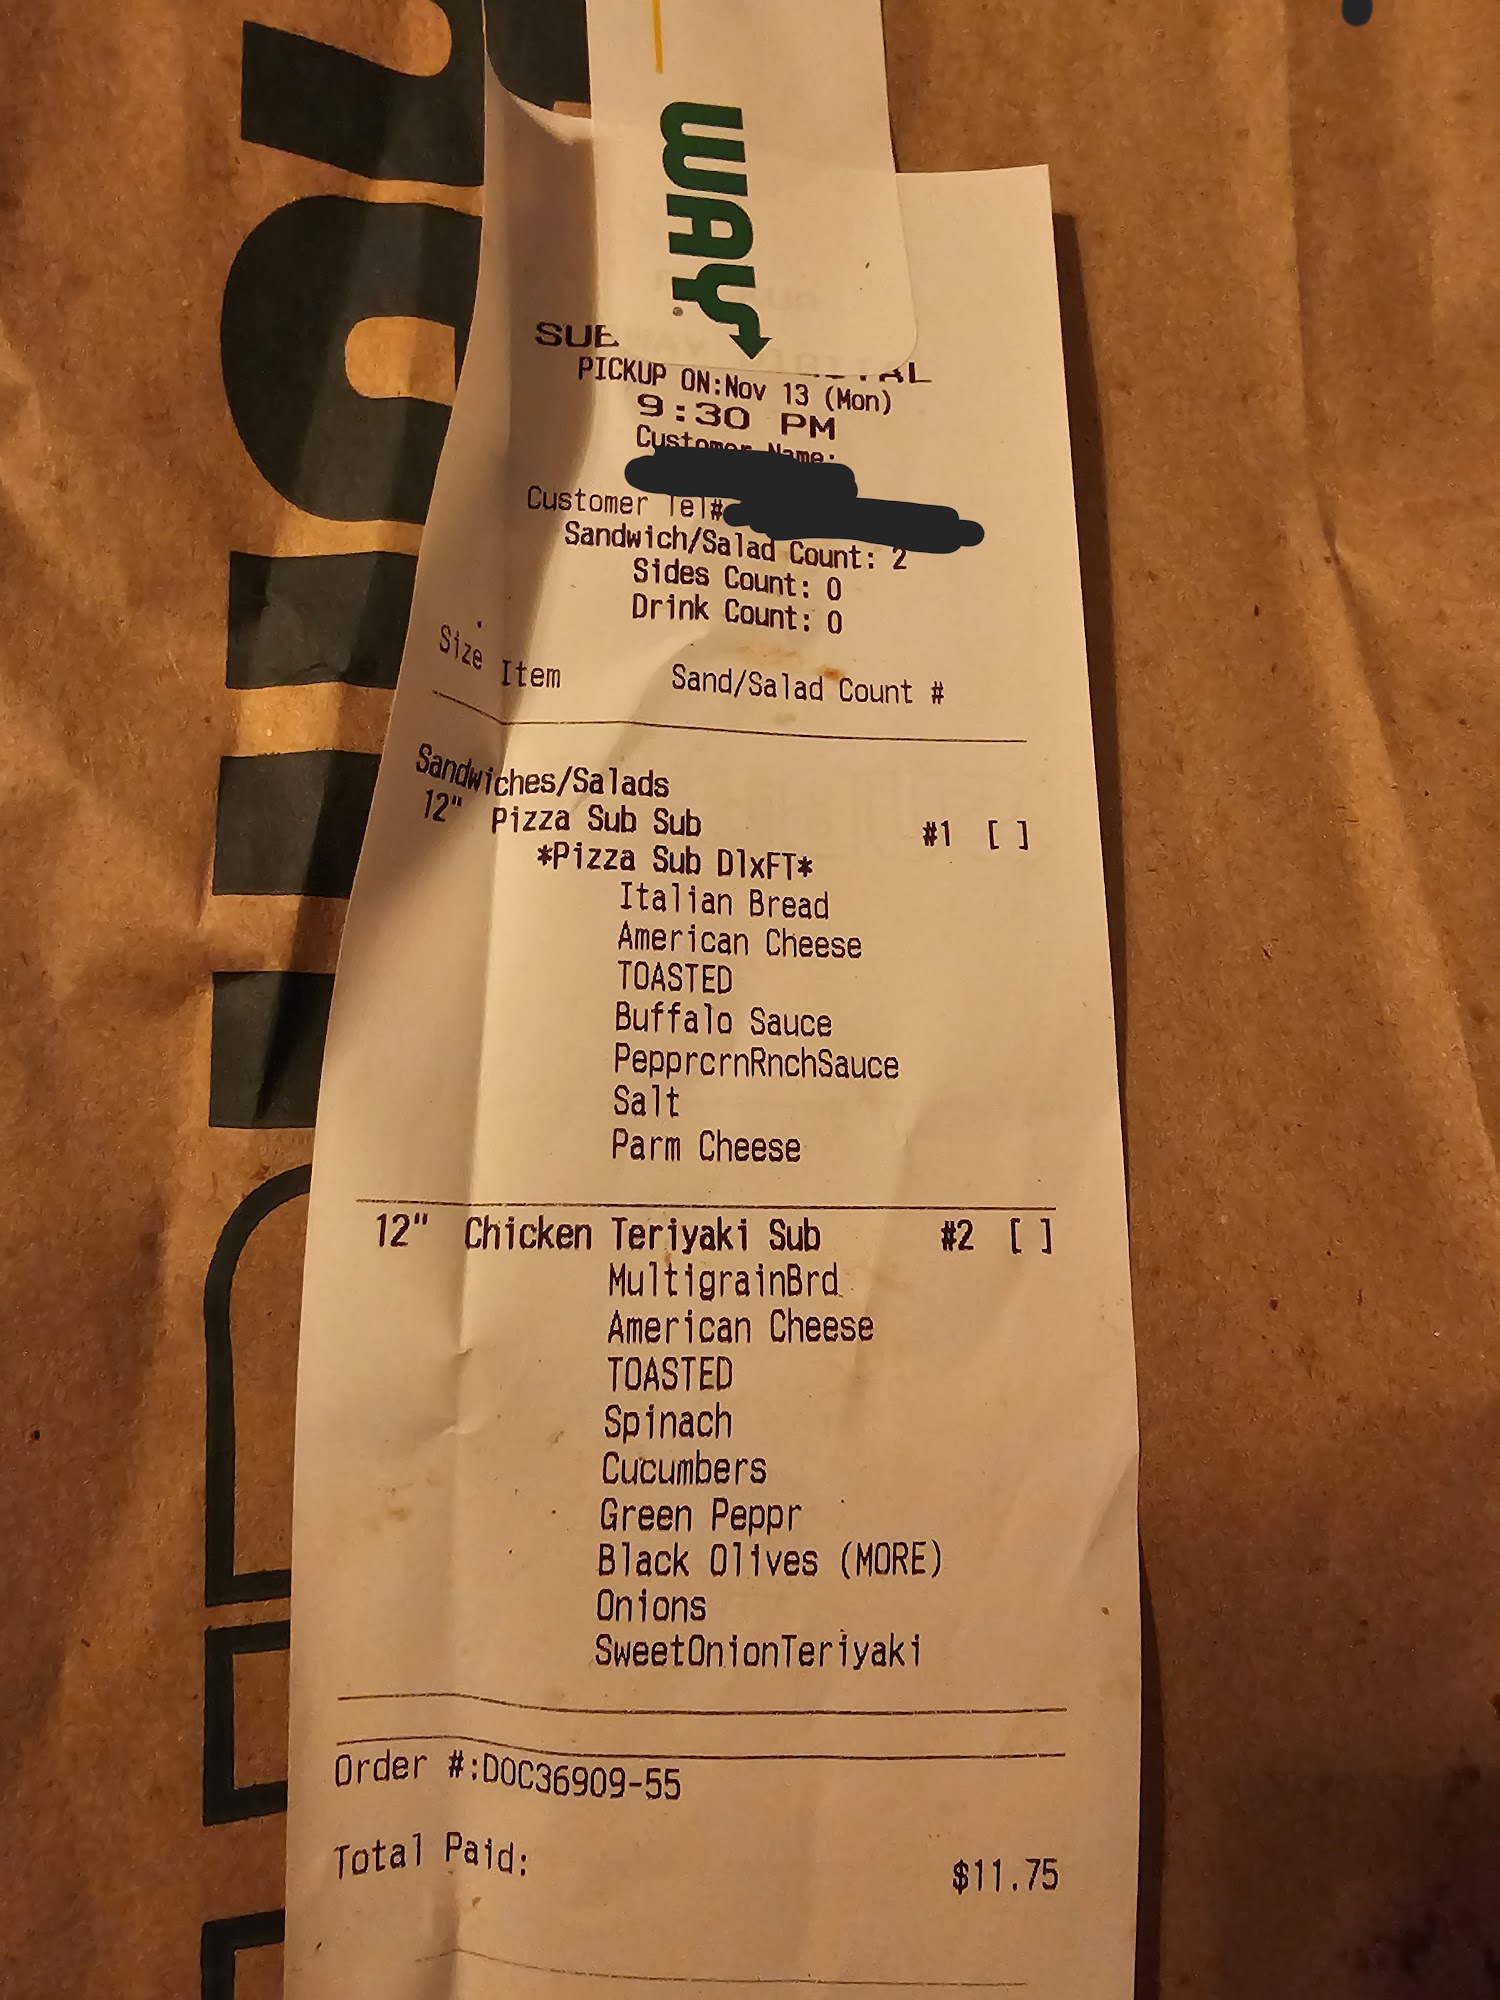 WAY
SUB
PICKUP ON:Nov 13 (Mon)
9:30 PM
Customer Name:
Customer Tel#
Sandwich/Salad Count: 2
Sides Count: 0
Drink Count: 0
Size Item Sand/Salad Count #
Sandwiches/Salads
12" Pizza Sub Sub #1 [ ]
*Pizza Sub DlxFT*
Italian Bread
American Cheese
TOASTED
Buffalo Sauce
PepprcrnRnchSauce
Salt
Parm Cheese
12" Chicken Teriyaki Sub #2 [ ]
MultigrainBrd
American Cheese
TOASTED
Spinach
Cucumbers
Green Peppr
Black Olives (MORE)
Onions
SweetOnionTeriyaki
Order #:DOC36909-55
Total Paid: $11.75